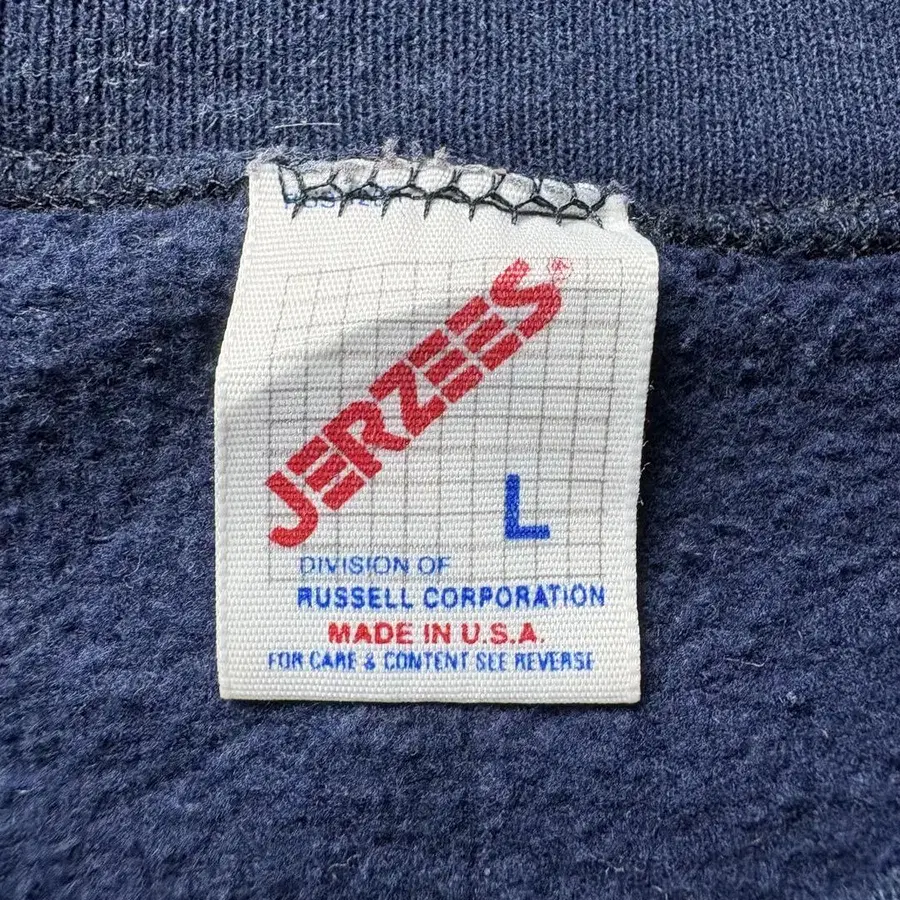 JERZEES®
L
DIVISION OF
RUSSELL CORPORATION
MADE IN U.S.A.
FOR CARE & CONTENT SEE REVERSE